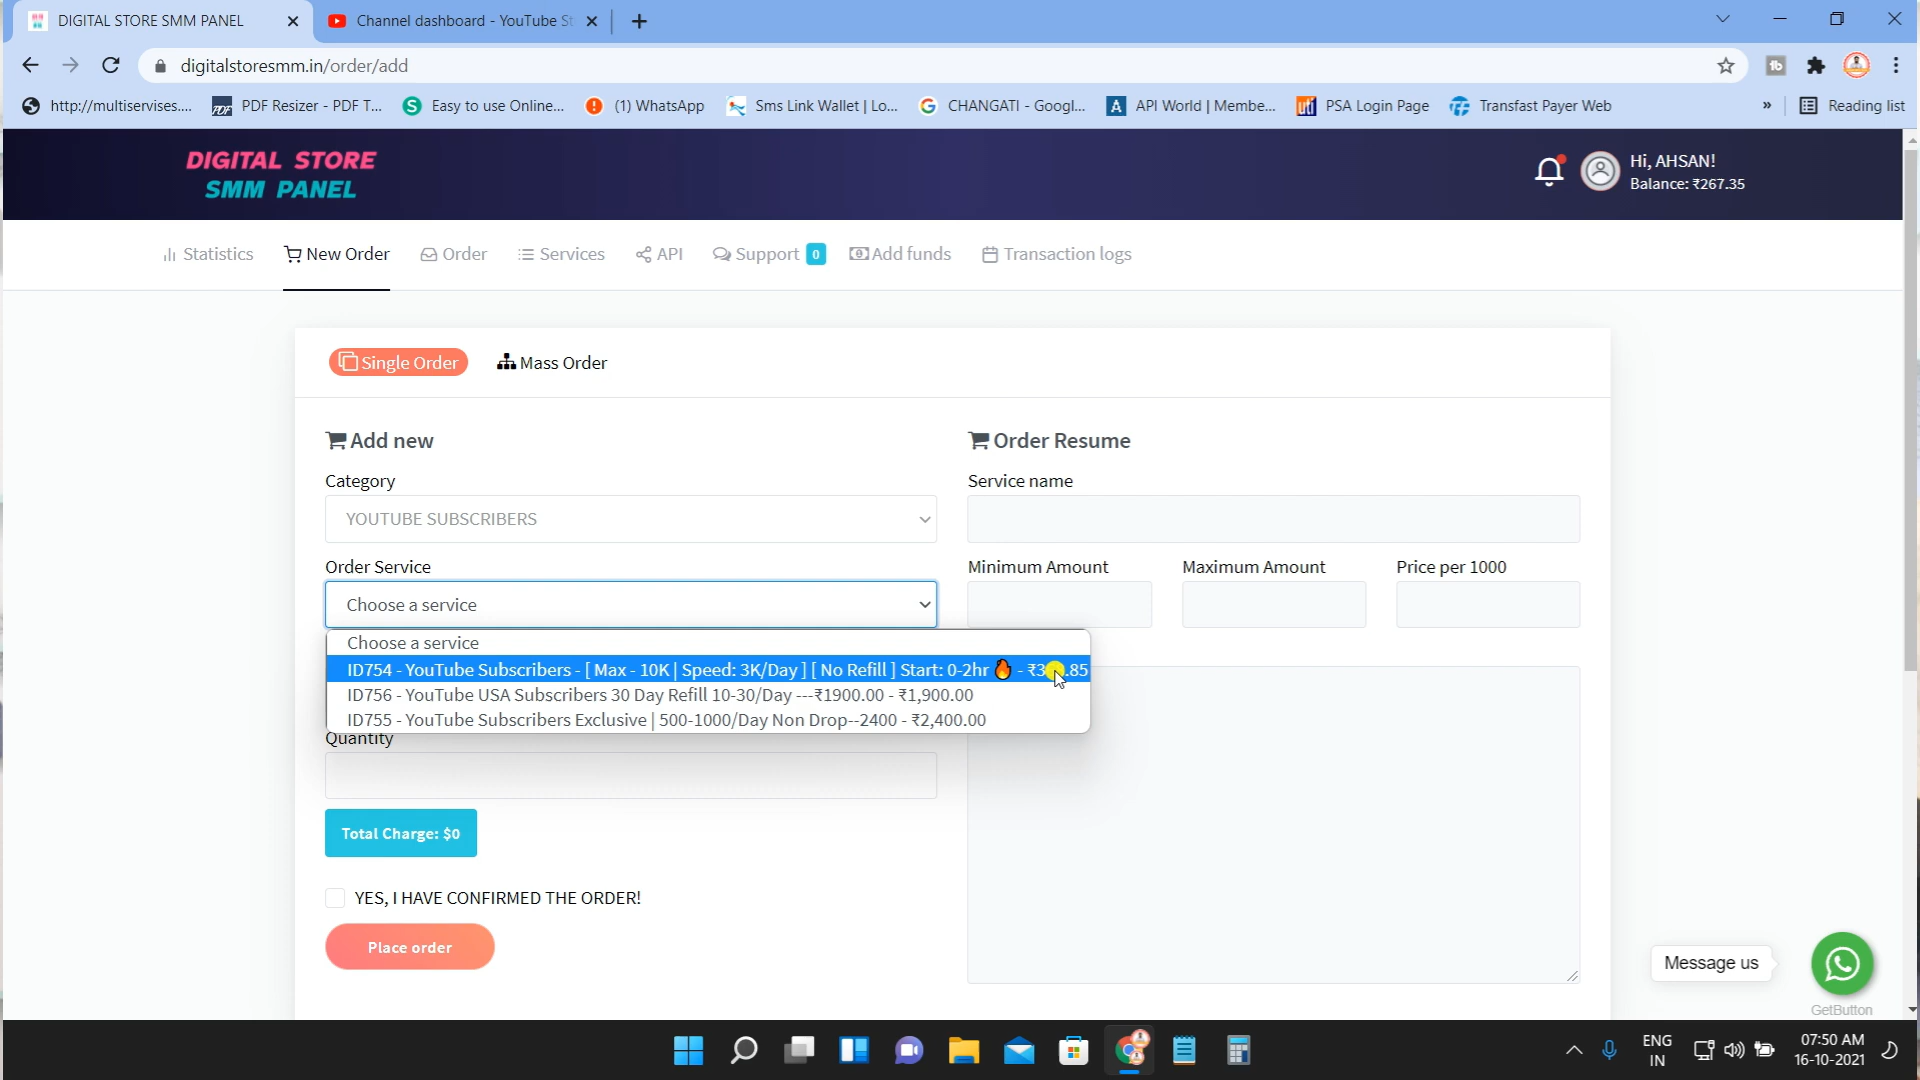 DIGITAL STORE SMM PANEL
Channel dashboard - YouTube St
digitalstoresmm.in/order/add
http://multiservises....
PDF Resizer - PDF T...
Easy to use Online...
(1) WhatsApp
Sms Link Wallet | Lo...
CHANGATI - Googl...
API World | Membe...
PSA Login Page
Transfast Payer Web
»
Reading list
DIGITAL STORE
SMM PANEL
Hi, AHSAN!
Balance: ₹267.35
Statistics
New Order
Order
Services
API
Support 0
Add funds
Transaction logs
Single Order
Mass Order
Add new
Order Resume
Category
Service name
YOUTUBE SUBSCRIBERS
Order Service
Minimum Amount
Maximum Amount
Price per 1000
Choose a service
Choose a service
ID754 - YouTube Subscribers - [ Max - 10K | Speed: 3K/Day ] [ No Refill ] Start: 0-2hr 🔥 -
ID756 - YouTube USA Subscribers 30 Day Refill 10-30/Day ---₹1900.00 - ₹1,900.00
ID755 - YouTube Subscribers Exclusive | 500-1000/Day Non Drop--2400 - ₹2,400.00
Quantity
Total Charge: $0
YES, I HAVE CONFIRMED THE ORDER!
Place order
Message us
GetButton
ENG
IN
07:50 AM
16-10-2021